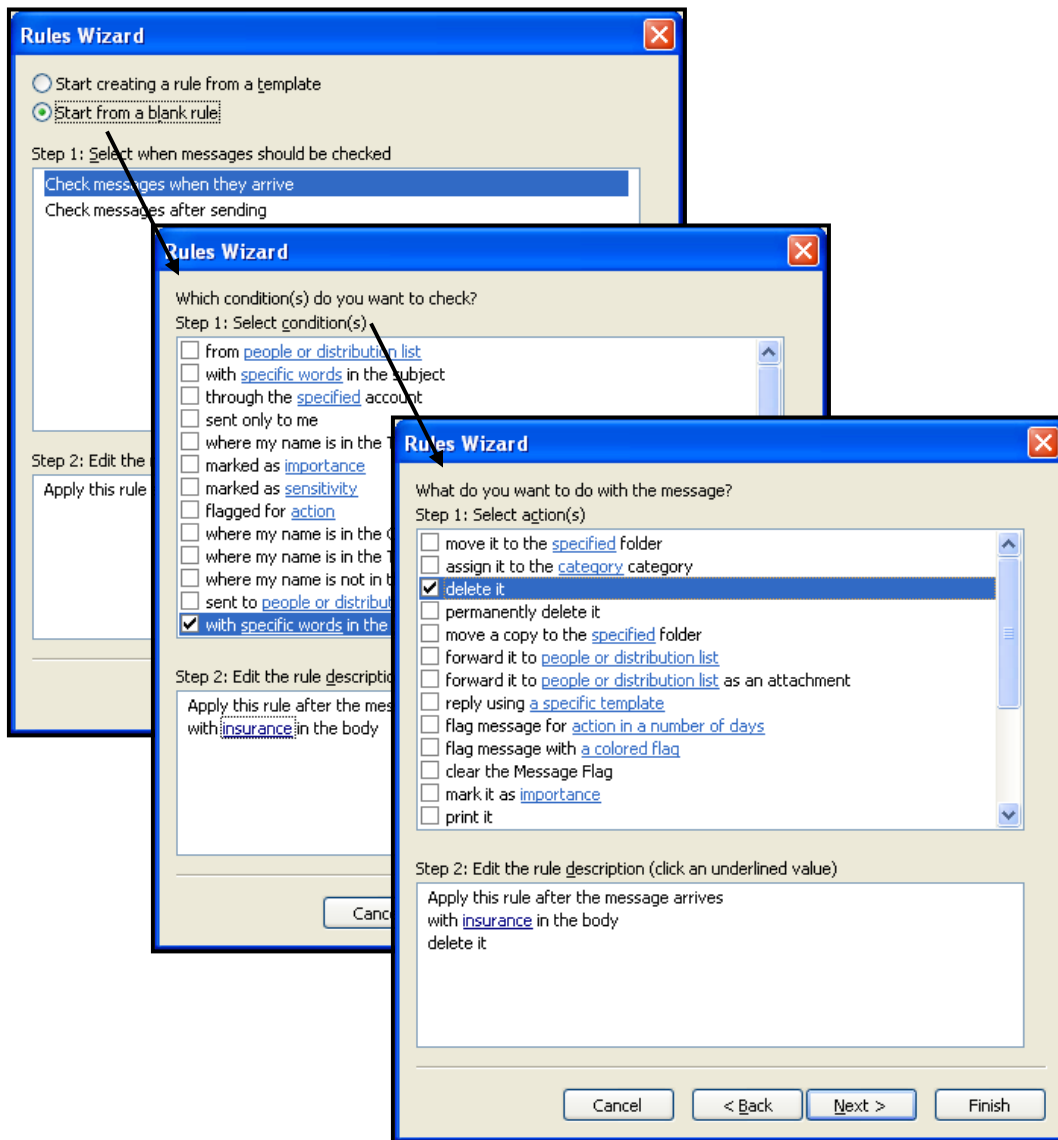 Rules Wizard
Start creating a rule from a template
Start from a blank rule
Step 1: Select when messages should be checked
Check messages when they arrive
Check messages after sending
Step 2: Edit the
Apply this rule
Rules Wizard
Which condition(s) do you want to check?
Step 1: Select condition(s)
from people or distribution list
with specific words in the subject
through the specified account
sent only to me
where my name is in the
marked as importance
marked as sensitivity
flagged for action
where my name is in the
where my name is in the
where my name is not in
sent to people or
with specific words in the
Step 2: Edit the rule
Apply this rule after the
with insurance in the body
Rules Wizard
What do you want to do with the message?
Step 1: Select action(s)
move it to the specified folder
assign it to the category category
delete it
permanently delete it
move a copy to the specified folder
forward it to people or distribution list
forward it to people or distribution list as an attachment
reply using a specific template
flag message for action in a number of days
flag message with a colored flag
clear the Message Flag
mark it as importance
print it
Step 2: Edit the rule description (click an underlined value)
Apply this rule after the message arrives
with insurance in the body
delete it
Cancel
< Back
Next >
Finish